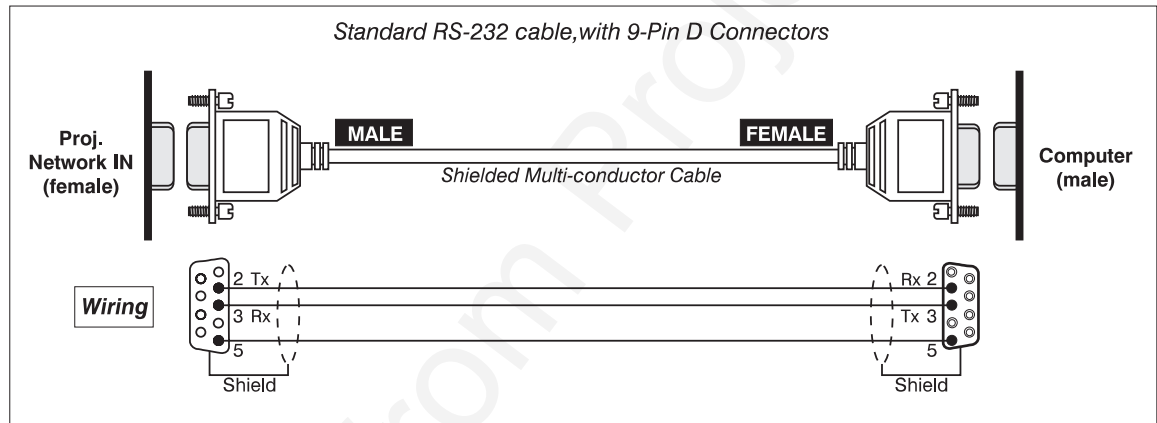 Standard RS-232 cable,with 9-Pin D Connectors
Proj.
Network IN
(female)
MALE
FEMALE
Shielded Multi-conductor Cable
Computer
(male)
Wiring
2 Tx
3 Rx
5
Shield
Rx 2
Tx 3
5
Shield